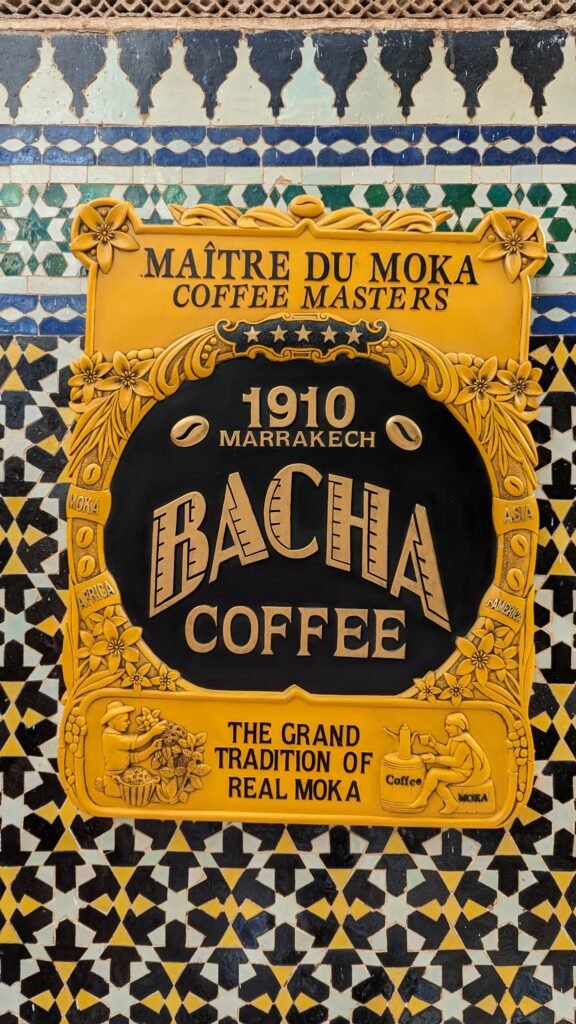 MAÎTRE DU MOKA
COFFEE MASTERS
1910
MARRAKECH
BACHA
COFFEE
MOKA
AFRICA
ASIA
AMERICA
THE GRAND
TRADITION OF
REAL MOKA
Coffee
MOKA